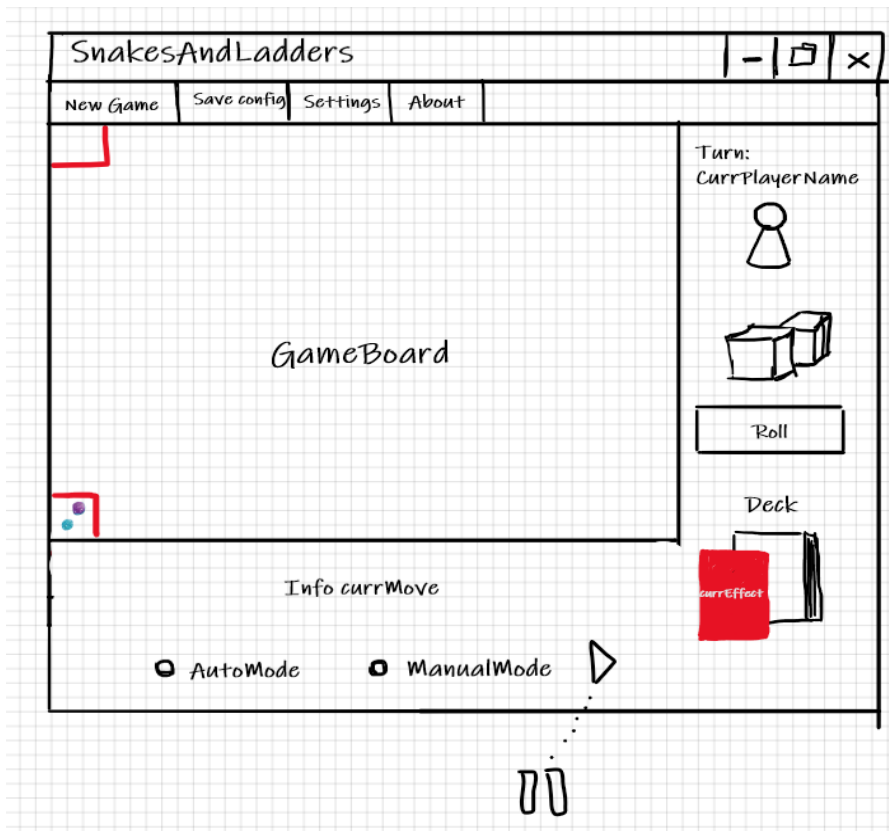 SnakesAndLadders
New Game
Save config
Settings
About
Turn:
CurrPlayerName
GameBoard
Roll
Deck
currEffect
Info currMove
AutoMode
ManualMode